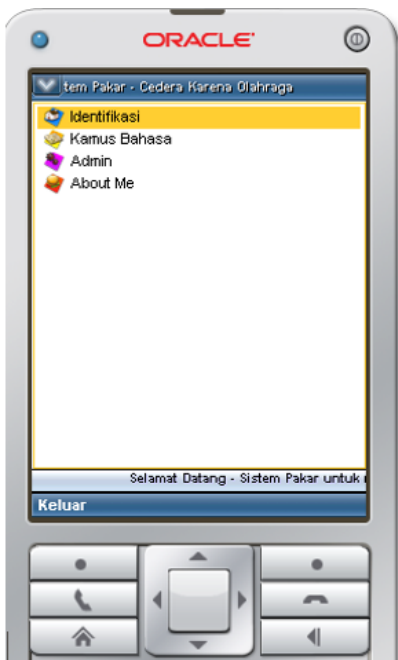 ORACLE
tem Pakar - Cedera Karena Olahraga
Identifikasi
Kamus Bahasa
Admin
About Me
Selamat Datang - Sistem Pakar untuk
Keluar